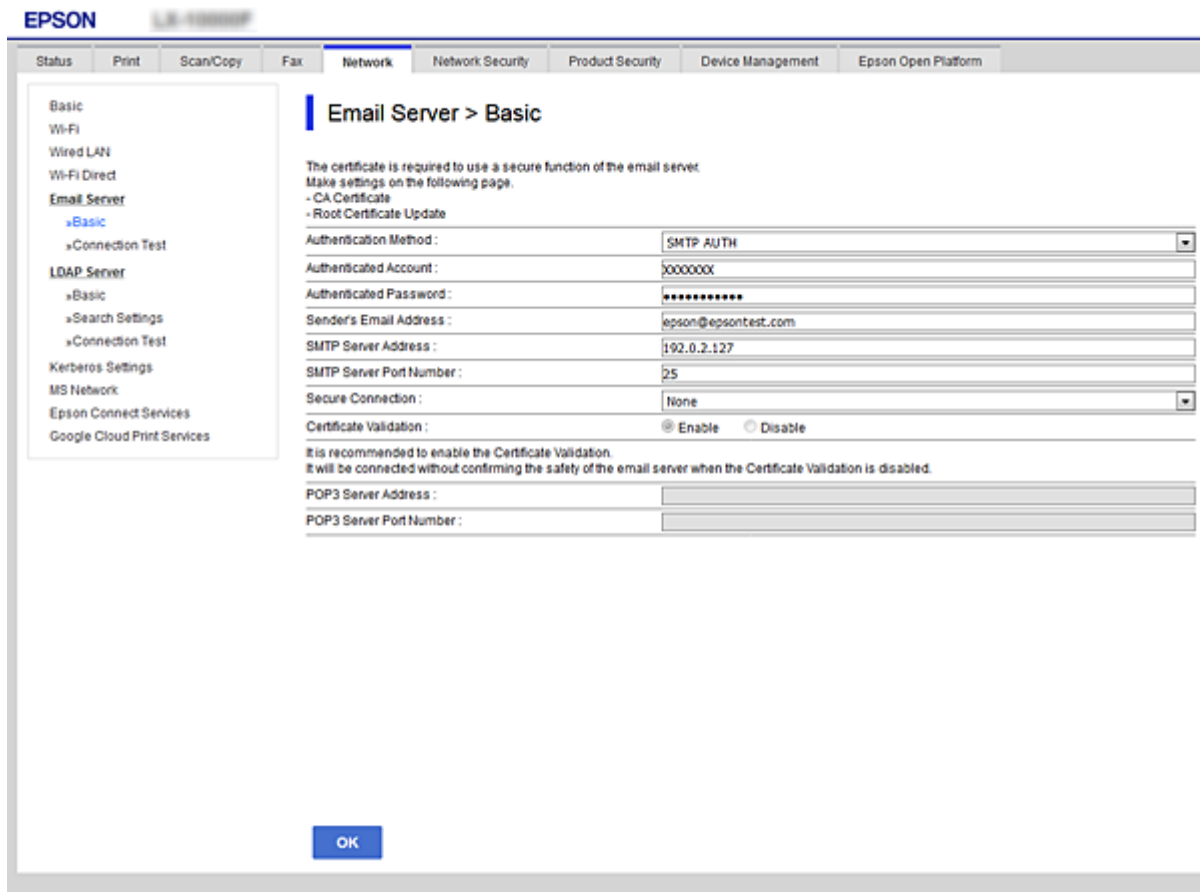 EPSON
Status Print Scan/Copy Fax Network Network Security Product Security Device Management Epson Open Platform
Basic
Wi-Fi
Wired LAN
Wi-Fi Direct
Email Server
»Basic
»Connection Test
LDAP Server
»Basic
»Search Settings
»Connection Test
Kerberos Settings
MS Network
Epson Connect Services
Google Cloud Print Services
Email Server > Basic
The certificate is required to use a secure function of the email server.
Make settings on the following page.
- CA Certificate
- Root Certificate Update
Authentication Method : SMTP AUTH
Authenticated Account : XXXXXXX
Authenticated Password : •••••••••••
Sender's Email Address : epson@epsontest.com
SMTP Server Address : 192.0.2.127
SMTP Server Port Number : 25
Secure Connection : None
Certificate Validation : Enable Disable
It is recommended to enable the Certificate Validation.
It will be connected without confirming the safety of the email server when the Certificate Validation is disabled.
POP3 Server Address :
POP3 Server Port Number :
OK